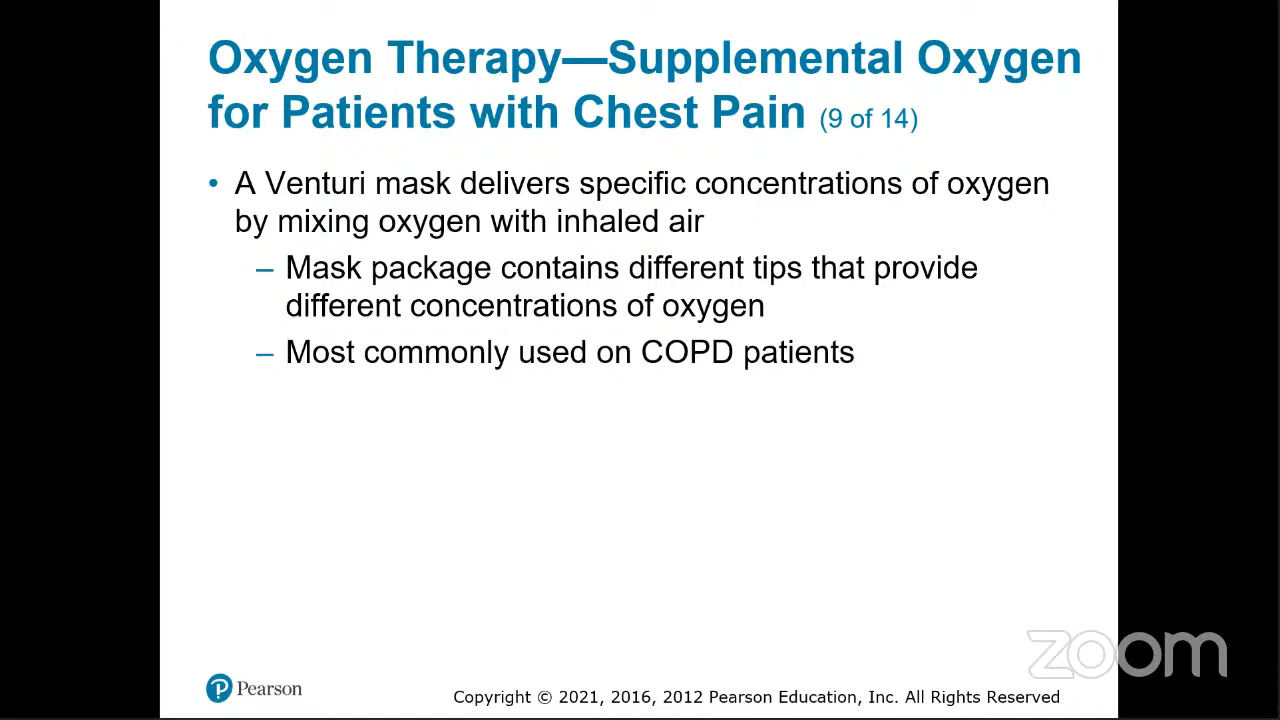 Oxygen Therapy—Supplemental Oxygen
for Patients with Chest Pain (9 of 14)
• A Venturi mask delivers specific concentrations of oxygen
by mixing oxygen with inhaled air
– Mask package contains different tips that provide
different concentrations of oxygen
– Most commonly used on COPD patients
zoom
Pearson
Copyright © 2021, 2016, 2012 Pearson Education, Inc. All Rights Reserved